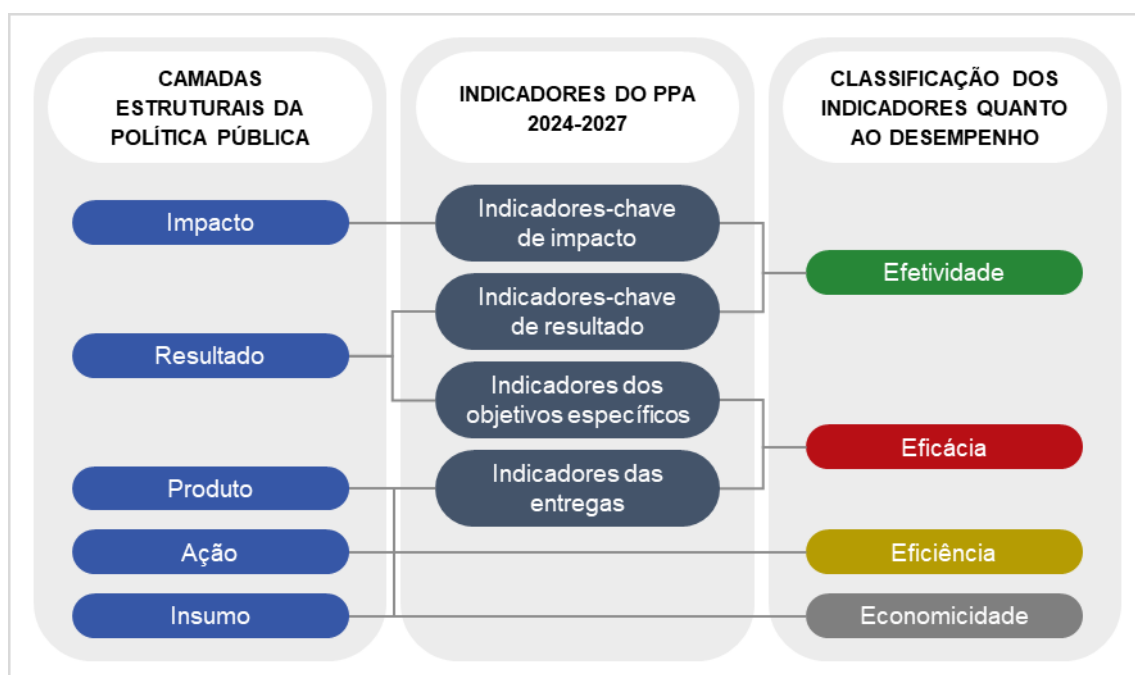 CAMADAS
ESTRUTURAIS DA
POLÍTICA PÚBLICA
Impacto
Resultado
Produto
Ação
Insumo
INDICADORES DO PPA
2024-2027
Indicadores-chave
de impacto
Indicadores-chave
de resultado
Indicadores dos
objetivos específicos
Indicadores das
entregas
CLASSIFICAÇÃO DOS
INDICADORES QUANTO
AO DESEMPENHO
Efetividade
Eficácia
Eficiência
Economicidade